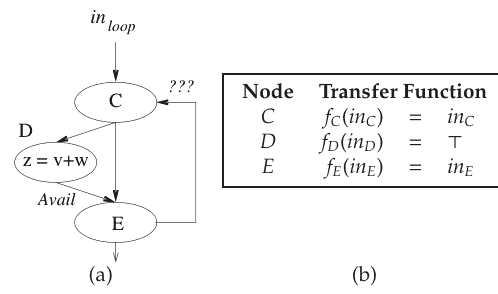 in_loop
???
C
D
z = v+w
Avail
E
(a)
Node Transfer Function
C f_C(in_C) = in_C
D f_D(in_D) = ⊤
E f_E(in_E) = in_E
(b)